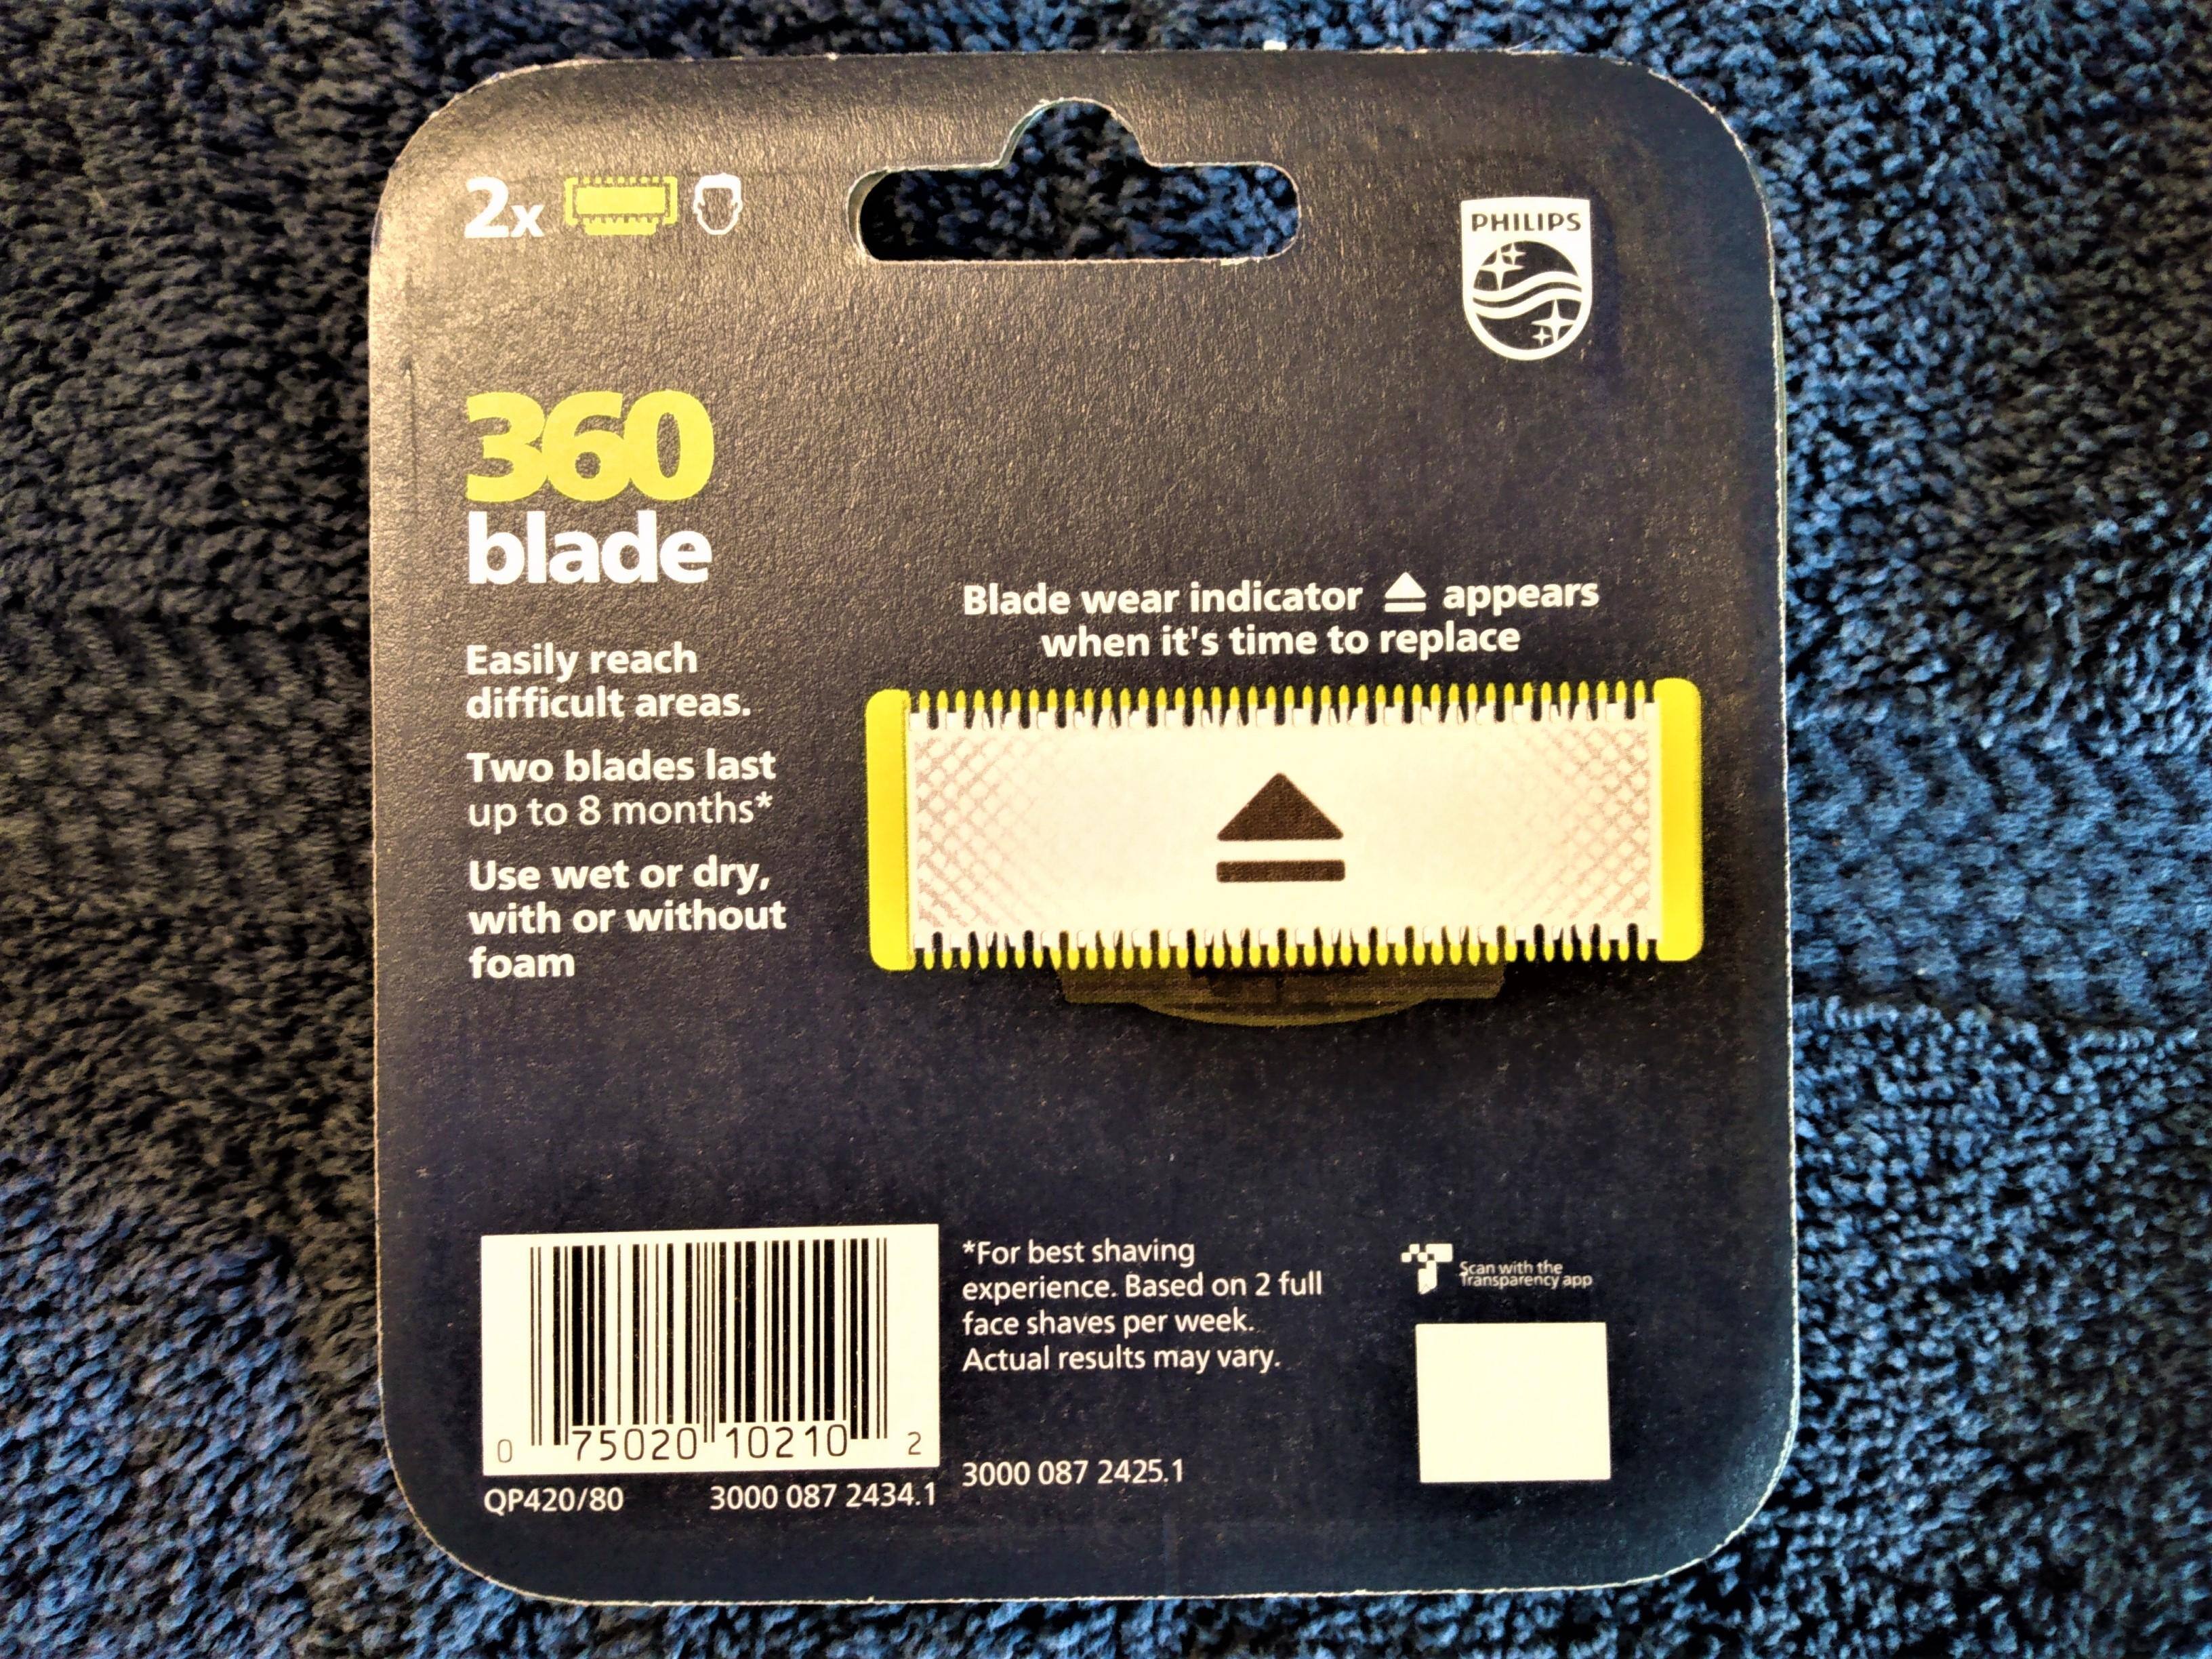 2x
PHILIPS
360
blade
Easily reach
difficult areas.
Two blades last
up to 8 months*
Use wet or dry,
with or without
foam
Blade wear indicator appears
when it's time to replace
0 75020 10210 2
QP420/80 3000 087 2434.1
*For best shaving
experience. Based on 2 full
face shaves per week.
Actual results may vary.
3000 087 2425.1
Scan with the
Transparency app